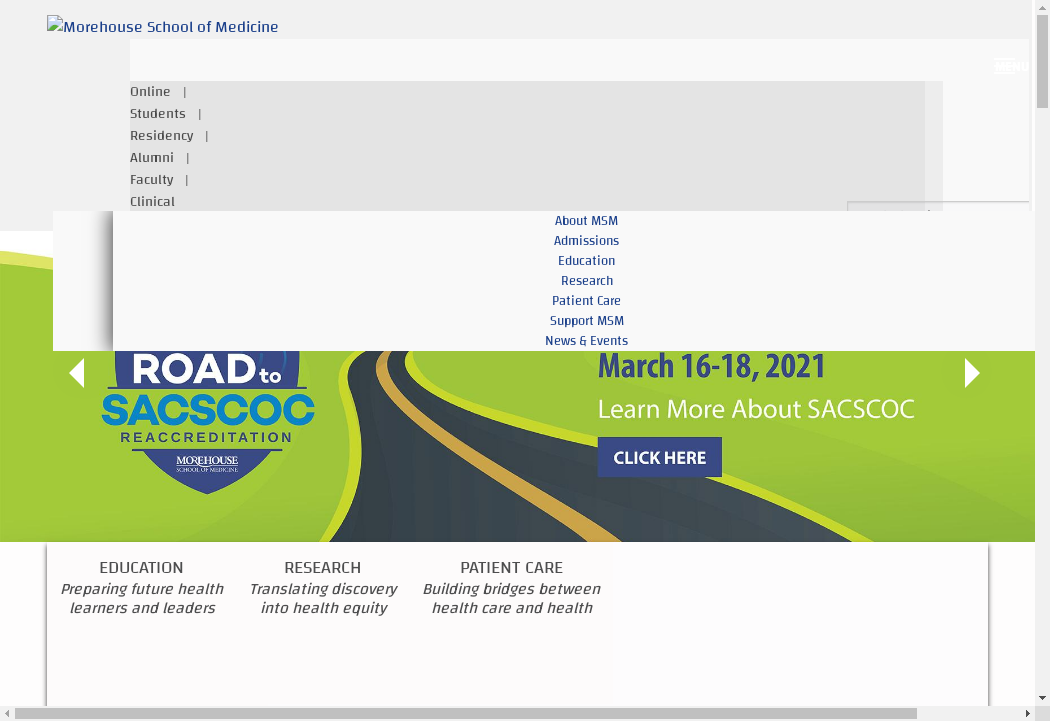 Morehouse School of Medicine
MENU
Online |
Students |
Residency |
Alumni |
Faculty |
Clinical
About MSM
Admissions
Education
Research
Patient Care
Support MSM
News & Events
ROAD to
SACSCOC
REACCREDITATION
MOREHOUSE
SCHOOL OF MEDICINE
March 16-18, 2021
Learn More About SACSCOC
CLICK HERE
EDUCATION
Preparing future health
learners and leaders
RESEARCH
Translating discovery
into health equity
PATIENT CARE
Building bridges between
health care and health